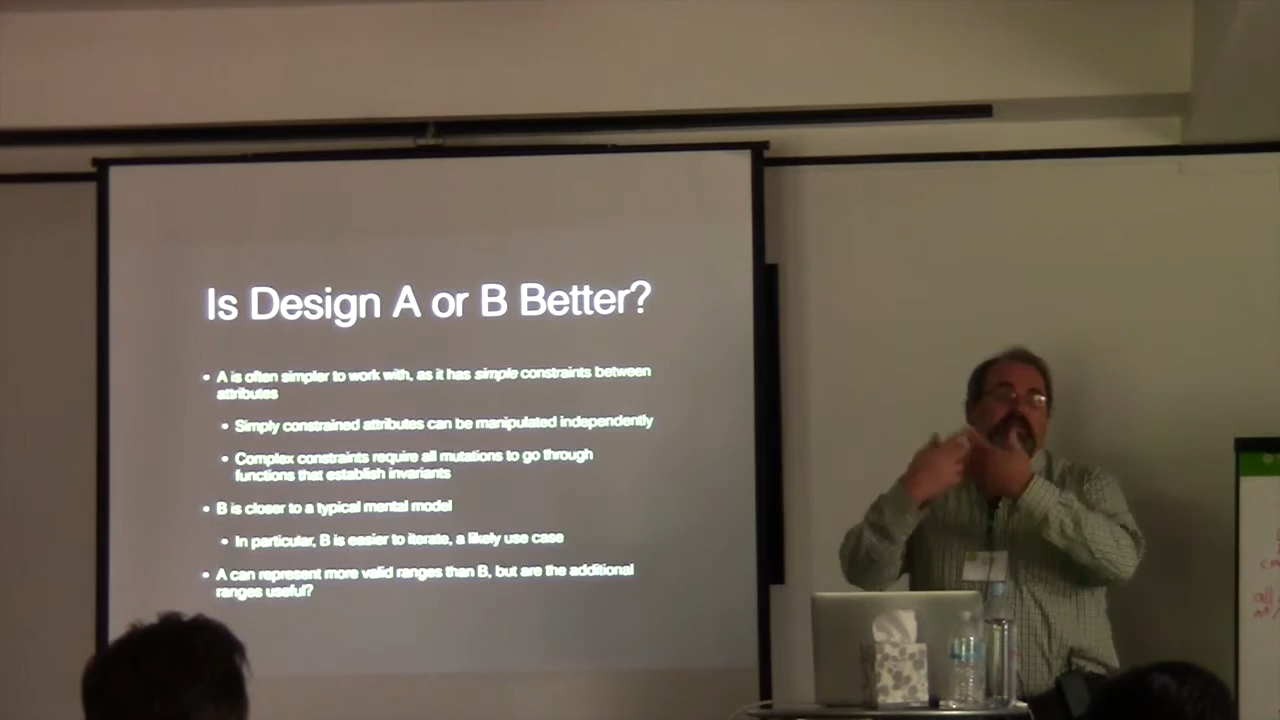 Is Design A or B Better?
• A is often simpler to work with, as it has simple constraints between
attributes
• Simply constrained attributes can be manipulated independently
• Complex constraints require all mutations to go through
functions that establish invariants
• B is closer to a typical mental model
• In particular, B is easier to iterate, a likely use case
• A can represent more valid ranges than B, but are the additional
ranges useful?